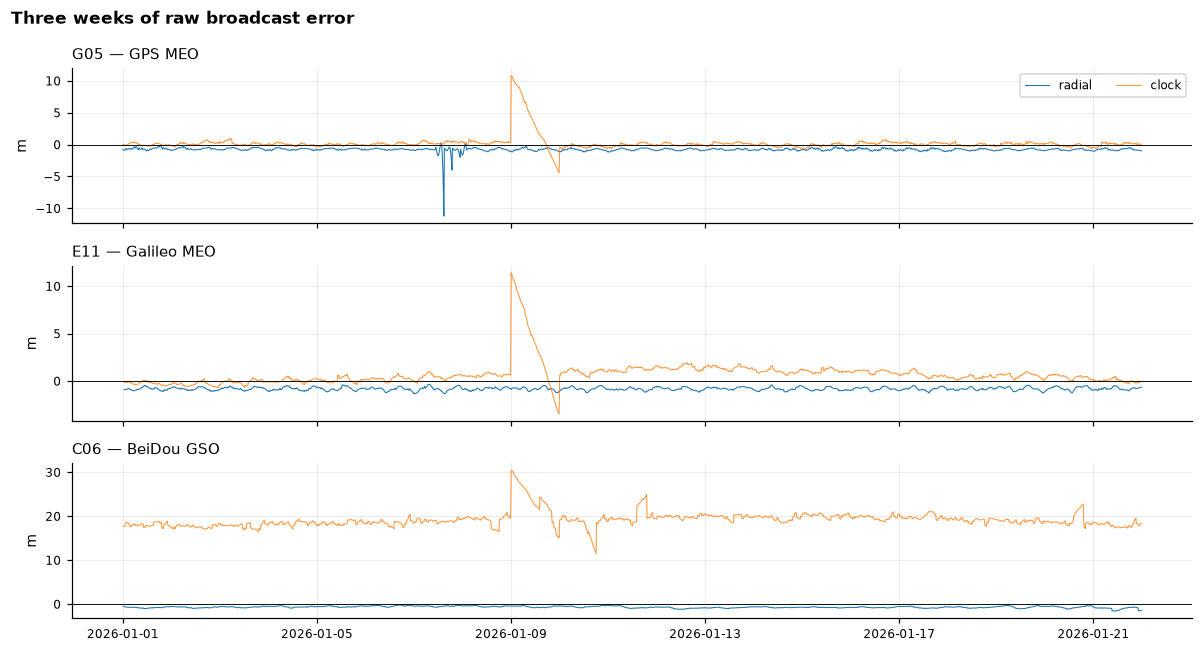 Three weeks of raw broadcast error
G05 — GPS MEO
10
5
0
−5
−10
m
radial
clock
E11 — Galileo MEO
10
5
0
m
C06 — BeiDou GSO
30
20
10
0
m
2026-01-01
2026-01-05
2026-01-09
2026-01-13
2026-01-17
2026-01-21